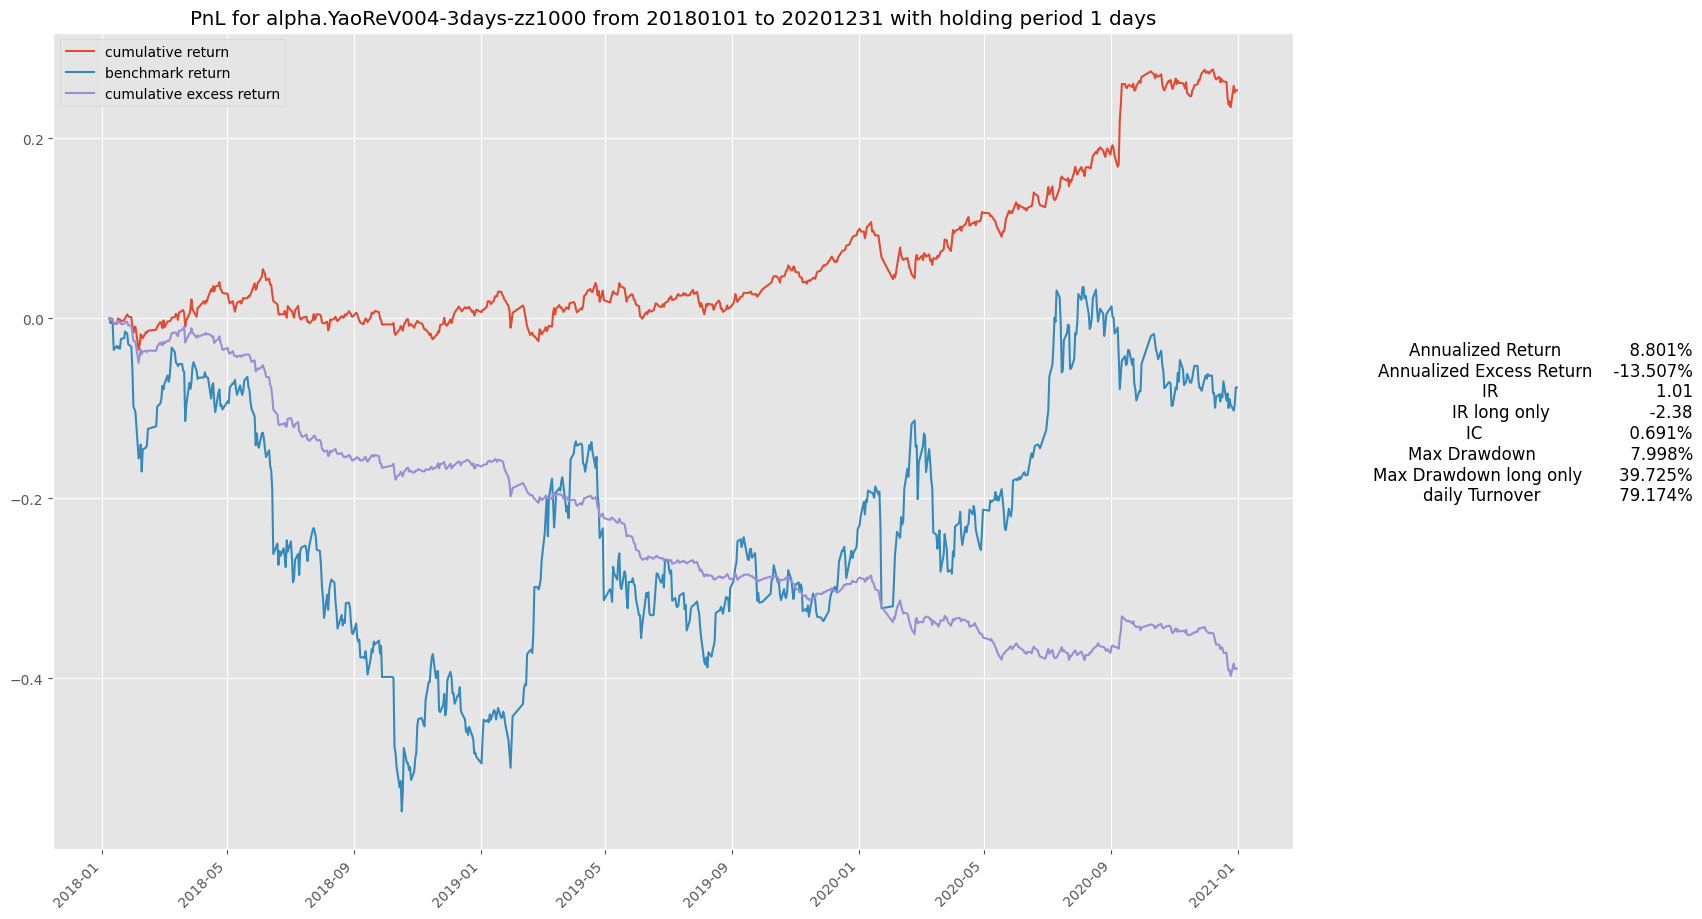 PnL for alpha.YaoReV004-3days-zz1000 from 20180101 to 20201231 with holding period 1 days
cumulative return
benchmark return
cumulative excess return
0.2
0.0
−0.2
−0.4
2018-01
2018-05
2018-09
2019-01
2019-05
2019-09
2020-01
2020-05
2020-09
2021-01
Annualized Return 8.801%
Annualized Excess Return -13.507%
IR 1.01
IR long only -2.38
IC 0.691%
Max Drawdown 7.998%
Max Drawdown long only 39.725%
daily Turnover 79.174%